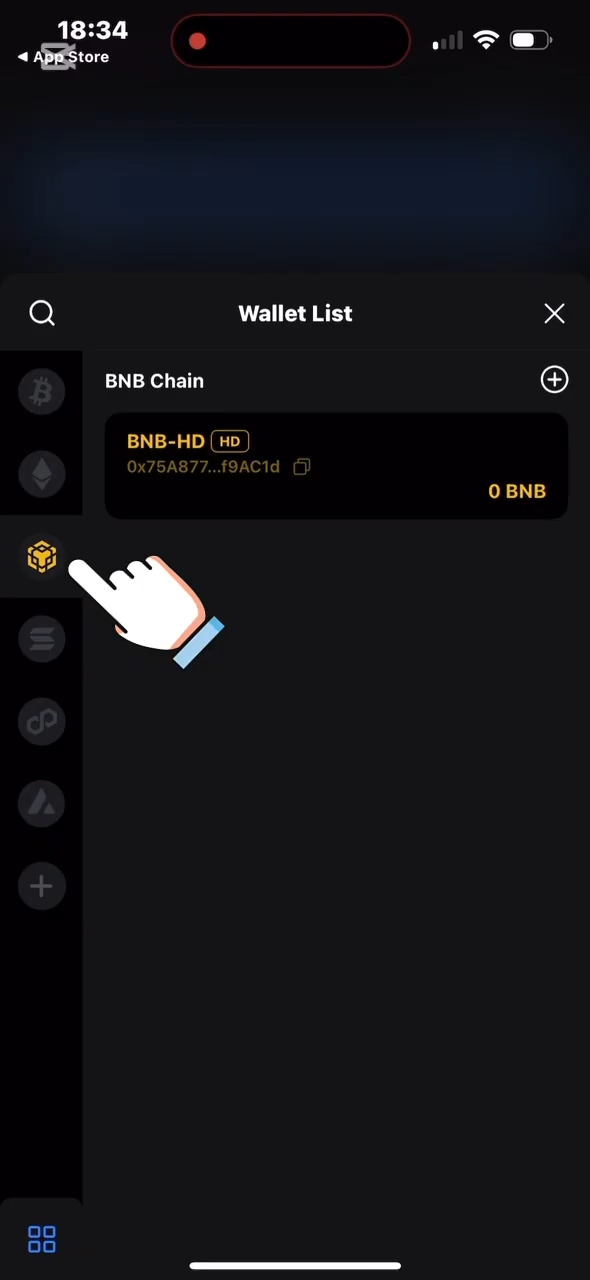 18:34
◀ App Store
Wallet List
BNB Chain
BNB-HD HD
0x75A877...f9AC1d
0 BNB